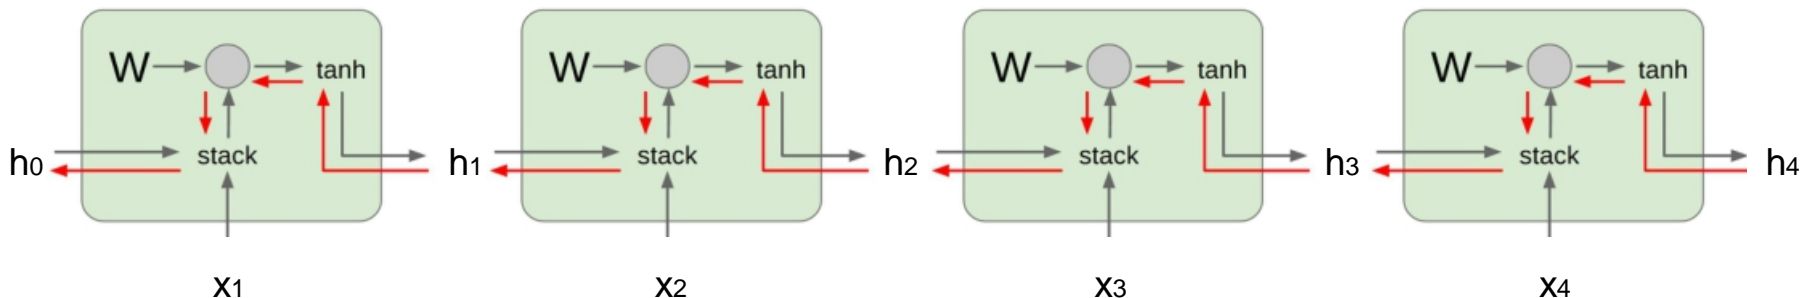 W tanh W tanh W tanh W tanh
h0 stack h1 stack h2 stack h3 stack h4
x1 x2 x3 x4